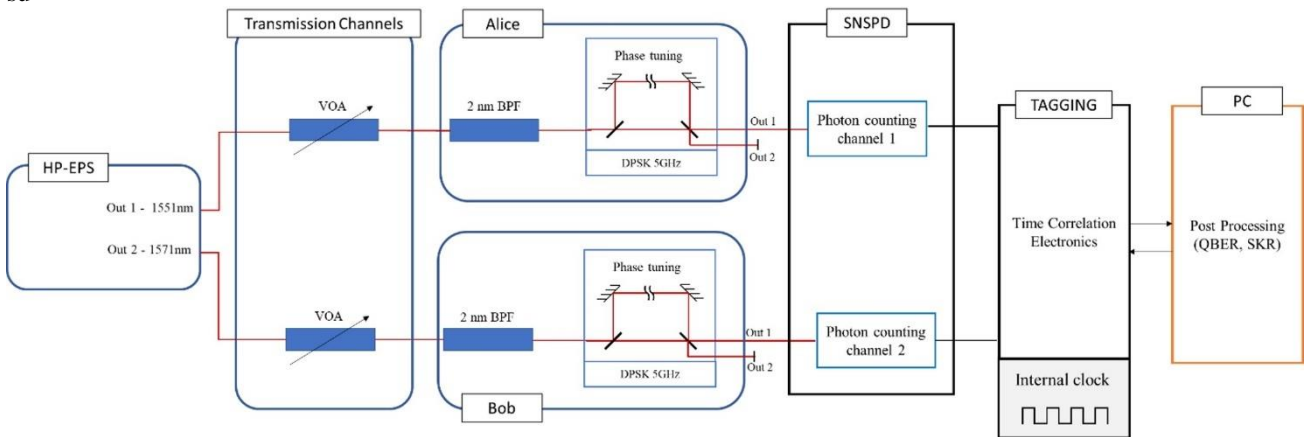 Transmission Channels
Alice
SNSPD
Phase tuning
VOA
2 nm BPF
TAGGING
PC
Out 1
Photon counting
channel 1
Out 2
HP-EPS
DPSK 5GHz
Out 1 - 1551nm
Time Correlation
Electronics
Post Processing
(QBER, SKR)
Out 2 - 1571nm
Phase tuning
VOA
2 nm BPF
Out 1
Photon counting
channel 2
Out 2
DPSK 5GHz
Internal clock
Bob